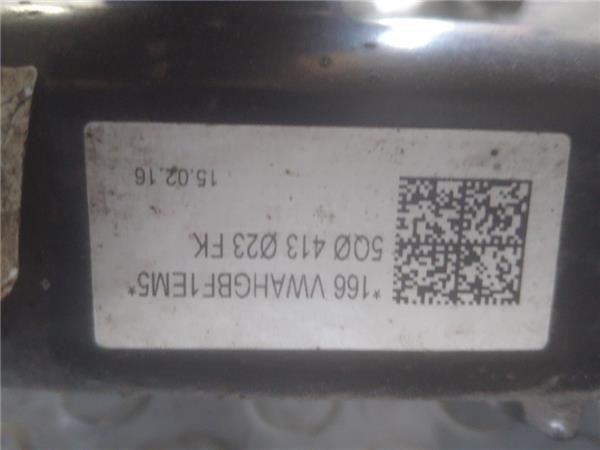 *166 VWAHGBF1EM5*
5QØ 413 Ø23 FK
15.02.16